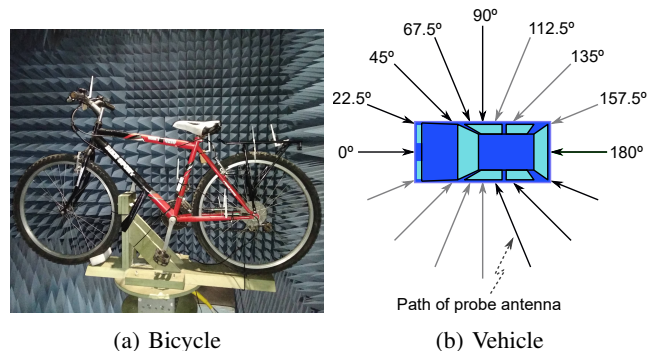 90º
67.5º
112.5º
45º
135º
22.5º
157.5º
0º
180º
Path of probe antenna
(a) Bicycle
(b) Vehicle